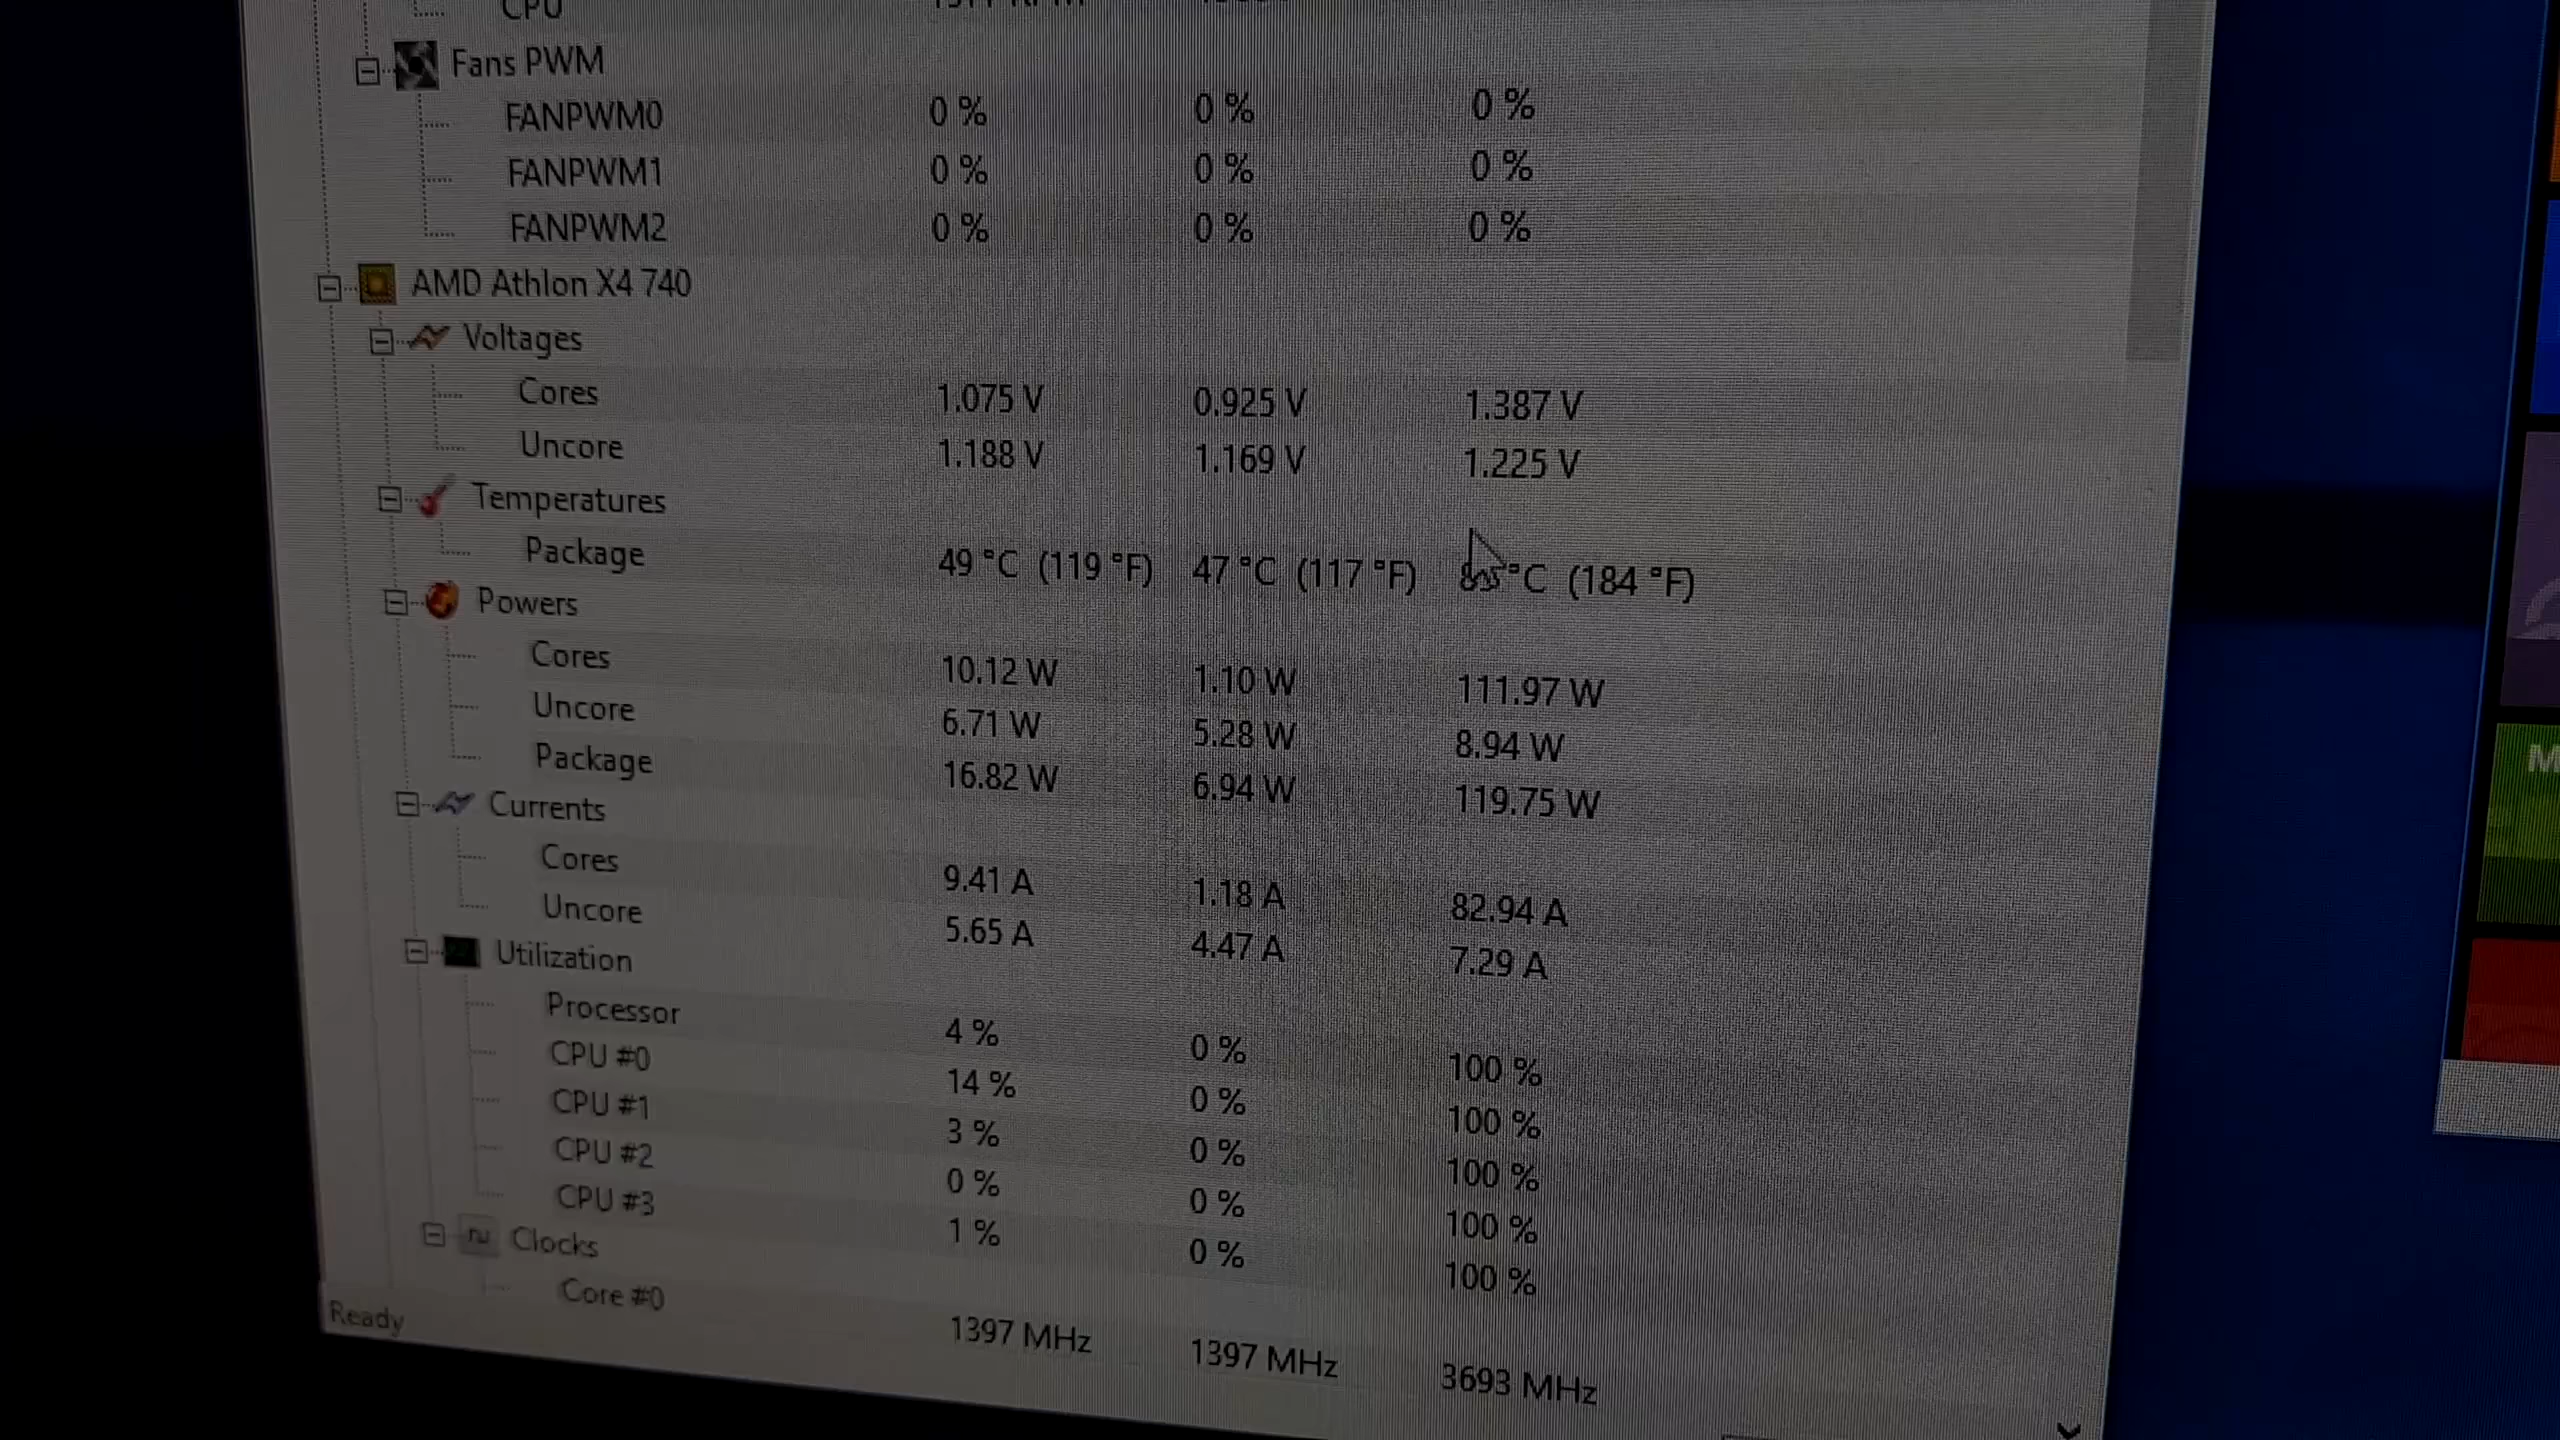 CPU
Fans PWM
FANPWM0 0 % 0 % 0 %
FANPWM1 0 % 0 % 0 %
FANPWM2 0 % 0 % 0 %
AMD Athlon X4 740
Voltages
Cores 1.075 V 0.925 V 1.387 V
Uncore 1.188 V 1.169 V 1.225 V
Temperatures
Package 49 °C (119 °F) 47 °C (117 °F) °C (184 °F)
Powers
Cores 10.12 W 1.10 W 111.97 W
Uncore 6.71 W 5.28 W 8.94 W
Package 16.82 W 6.94 W 119.75 W
Currents
Cores 9.41 A 1.18 A 82.94 A
Uncore 5.65 A 4.47 A 7.29 A
Utilization
Processor 4 % 0 % 100 %
CPU #0 14 % 0 % 100 %
CPU #1 3 % 0 % 100 %
CPU #2 0 % 0 % 100 %
CPU #3 1 % 0 % 100 %
Clocks
Core #0 1397 MHz 1397 MHz 3693 MHz
Ready
M